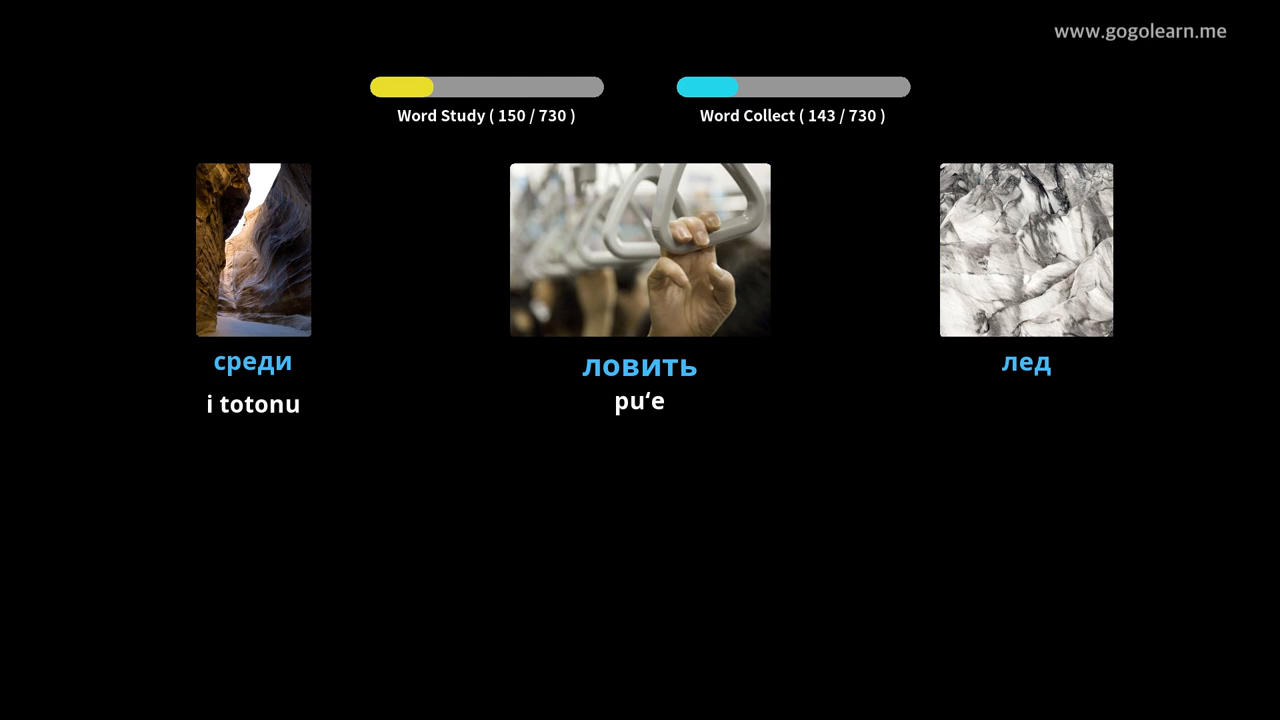 www.gogolearn.me
Word Study ( 150 / 730 )
Word Collect ( 143 / 730 )
среди
i totonu
ловить
pu‘e
лед